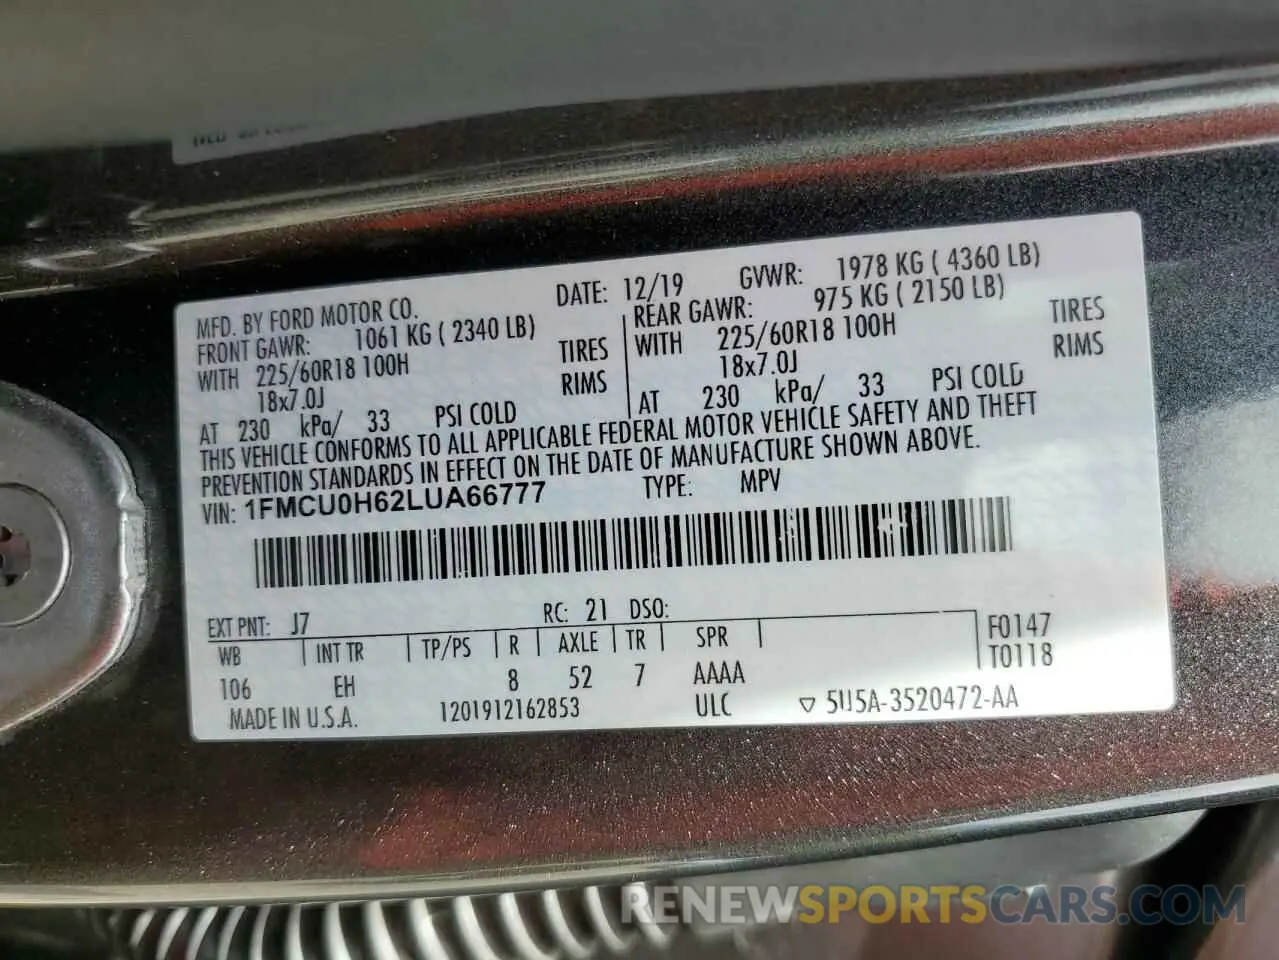 MFD. BY FORD MOTOR CO. DATE: 12/19 GVWR: 1978 KG ( 4360 LB)
FRONT GAWR: 1061 KG ( 2340 LB) REAR GAWR: 975 KG ( 2150 LB)
WITH 225/60R18 100H TIRES WITH 225/60R18 100H TIRES
18x7.0J RIMS 18x7.0J RIMS
AT 230 kPa/ 33 PSI COLD AT 230 kPa/ 33 PSI COLD
THIS VEHICLE CONFORMS TO ALL APPLICABLE FEDERAL MOTOR VEHICLE SAFETY AND THEFT
PREVENTION STANDARDS IN EFFECT ON THE DATE OF MANUFACTURE SHOWN ABOVE.
VIN: 1FMCU0H62LUA66777 TYPE: MPV
EXT PNT: J7 RC: 21 DSO:
WB INT TR TP/PS R AXLE TR SPR F0147
106 EH 8 52 7 AAAA T0118
MADE IN U.S.A. 1201912162853 ULC ▽ 5U5A-3520472-AA
RENEWSPORTSCARS.COM